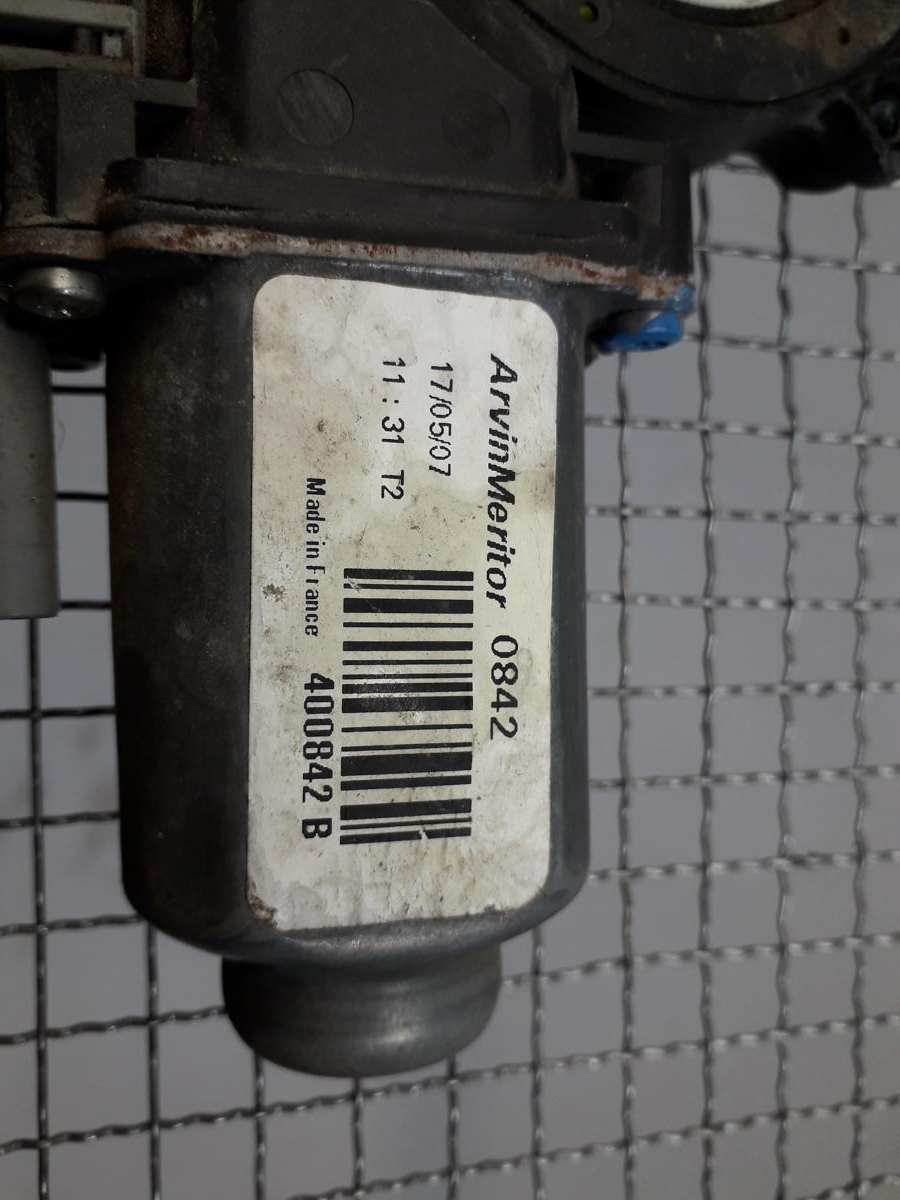 ArvinMeritor 0842
17/05/07
11 : 31 T2
Made in France 400842 B